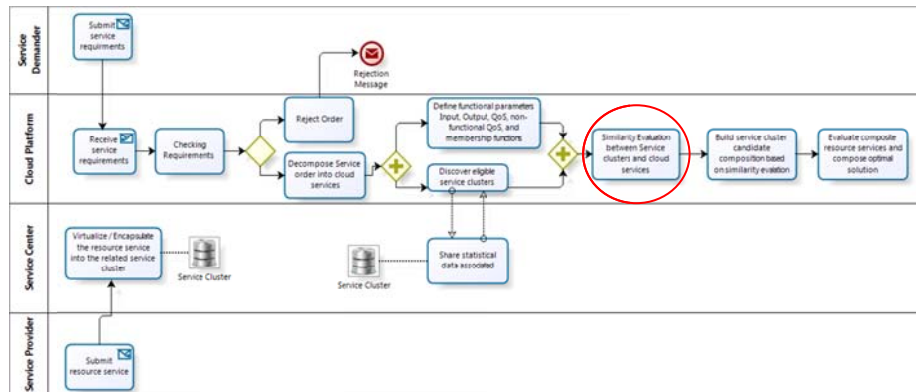 Service
Demander
Submit
service
requirments
Rejection
Message
Cloud Platform
Receive
service
requirements
Checking
Requirements
Reject Order
Decompose Service
order into cloud
services
Define functional parameters
Input, Output, QoS, non-
functional QoS, and
membership functions
Discover eligible
service clusters
Similarity Evaluation
between Service
clusters and cloud
services
Build service cluster
candidate
composition based
on similarity evalation
Evaluate composite
resource services and
compose optimal
solution
Service Center
Virtualize / Encapsulate
the resource service
into the related service
cluster
Service Cluster
Service Cluster
Share statistical
data associated
Service Provider
Submit
resource service